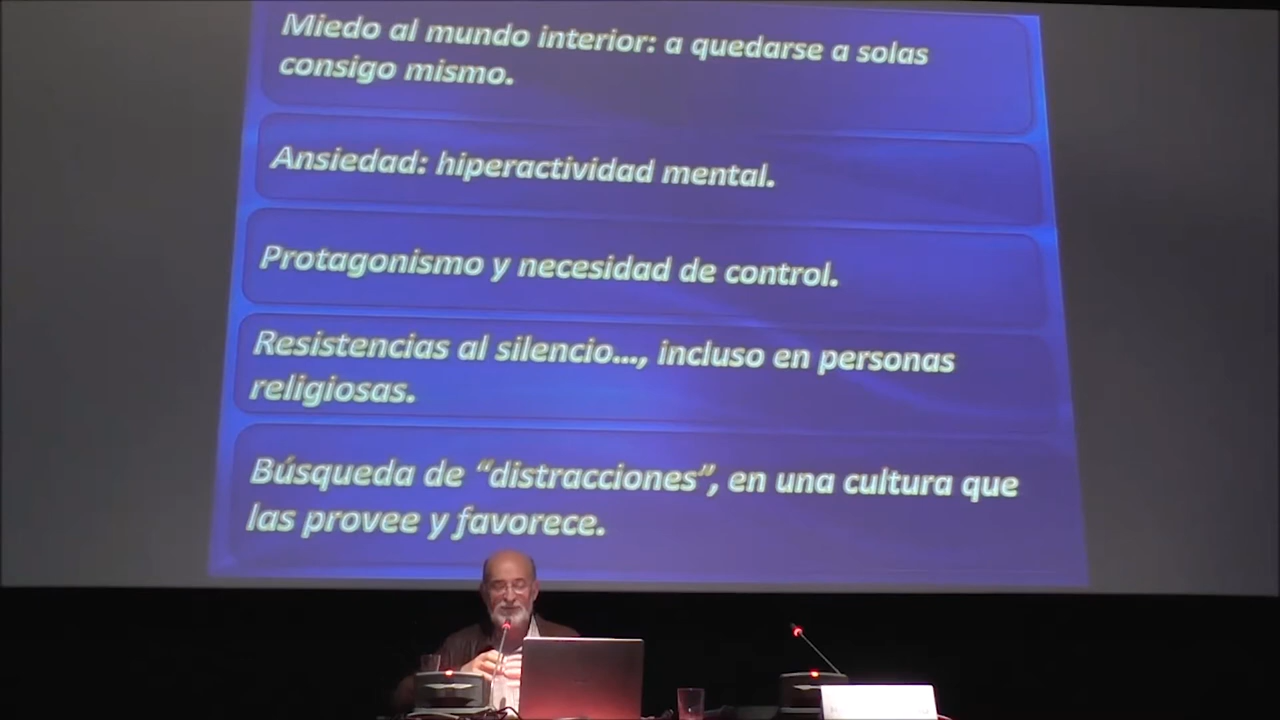 Miedo al mundo interior: a quedarse a solas
consigo mismo.
Ansiedad: hiperactividad mental.
Protagonismo y necesidad de control.
Resistencias al silencio..., incluso en personas
religiosas.
Búsqueda de “distracciones”, en una cultura que
las provee y favorece.